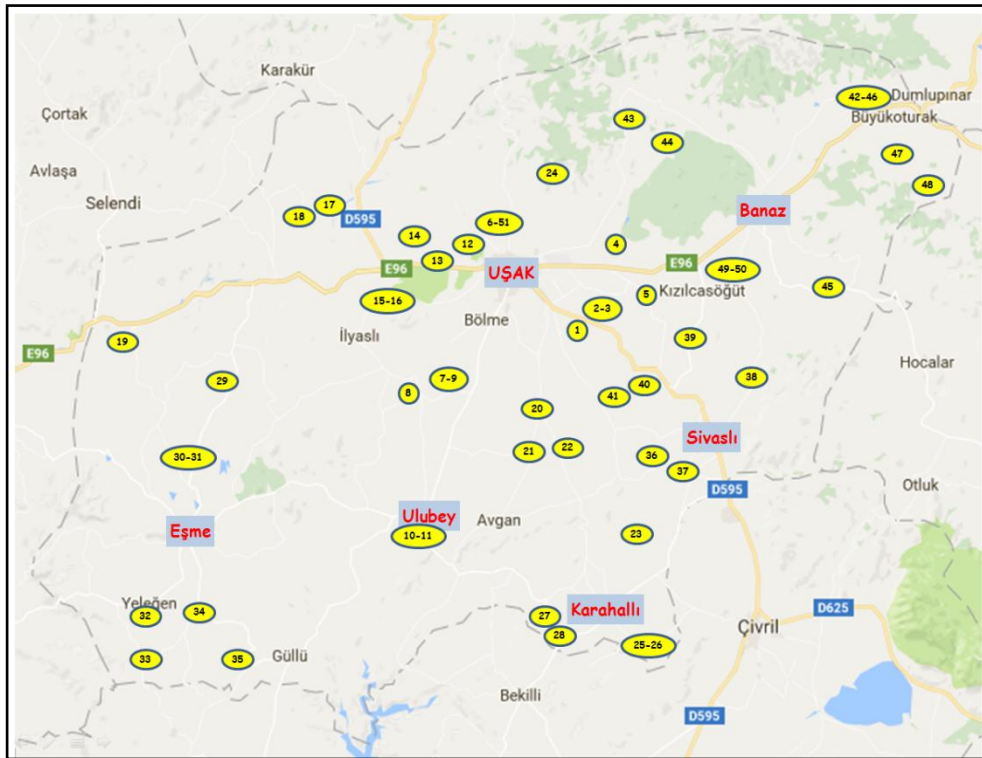 Karakür
Çortak
42-46
Dumlupınar
Büyükoturak
43
44
47
Avlaşa
24
48
Selendi
17
18
D595
Banaz
6-51
14
12
4
13
E96
UŞAK
E96
49-50
15-16
5
Kızılcasöğüt
45
2-3
Bölme
1
İlyaslı
19
39
E96
Hocalar
29
7-9
8
40
38
41
20
22
21
Sivaslı
30-31
36
37
D595
Otluk
Ulubey
Avgan
Eşme
10-11
23
Yeleğen
34
32
Karahallı
27
D625
Çivril
28
25-26
33
35
Güllü
Bekilli
D595